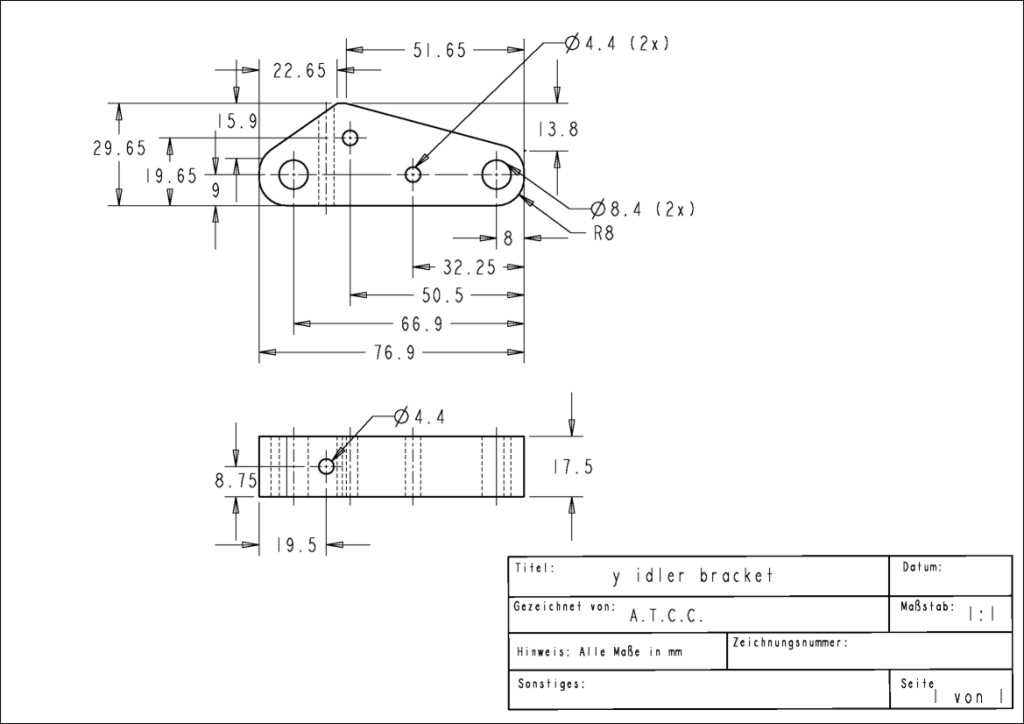 51.65
⌀4.4 (2x)
22.65
15.9
13.8
29.65
19.65
9
⌀8.4 (2x)
R8
8
32.25
50.5
66.9
76.9
⌀4.4
17.5
8.75
19.5
Titel: y idler bracket
Datum:
Gezeichnet von: A.T.C.C.
Maßstab: 1:1
Hinweis: Alle Maße in mm
Zeichnungsnummer:
Sonstiges:
Seite 1 von 1